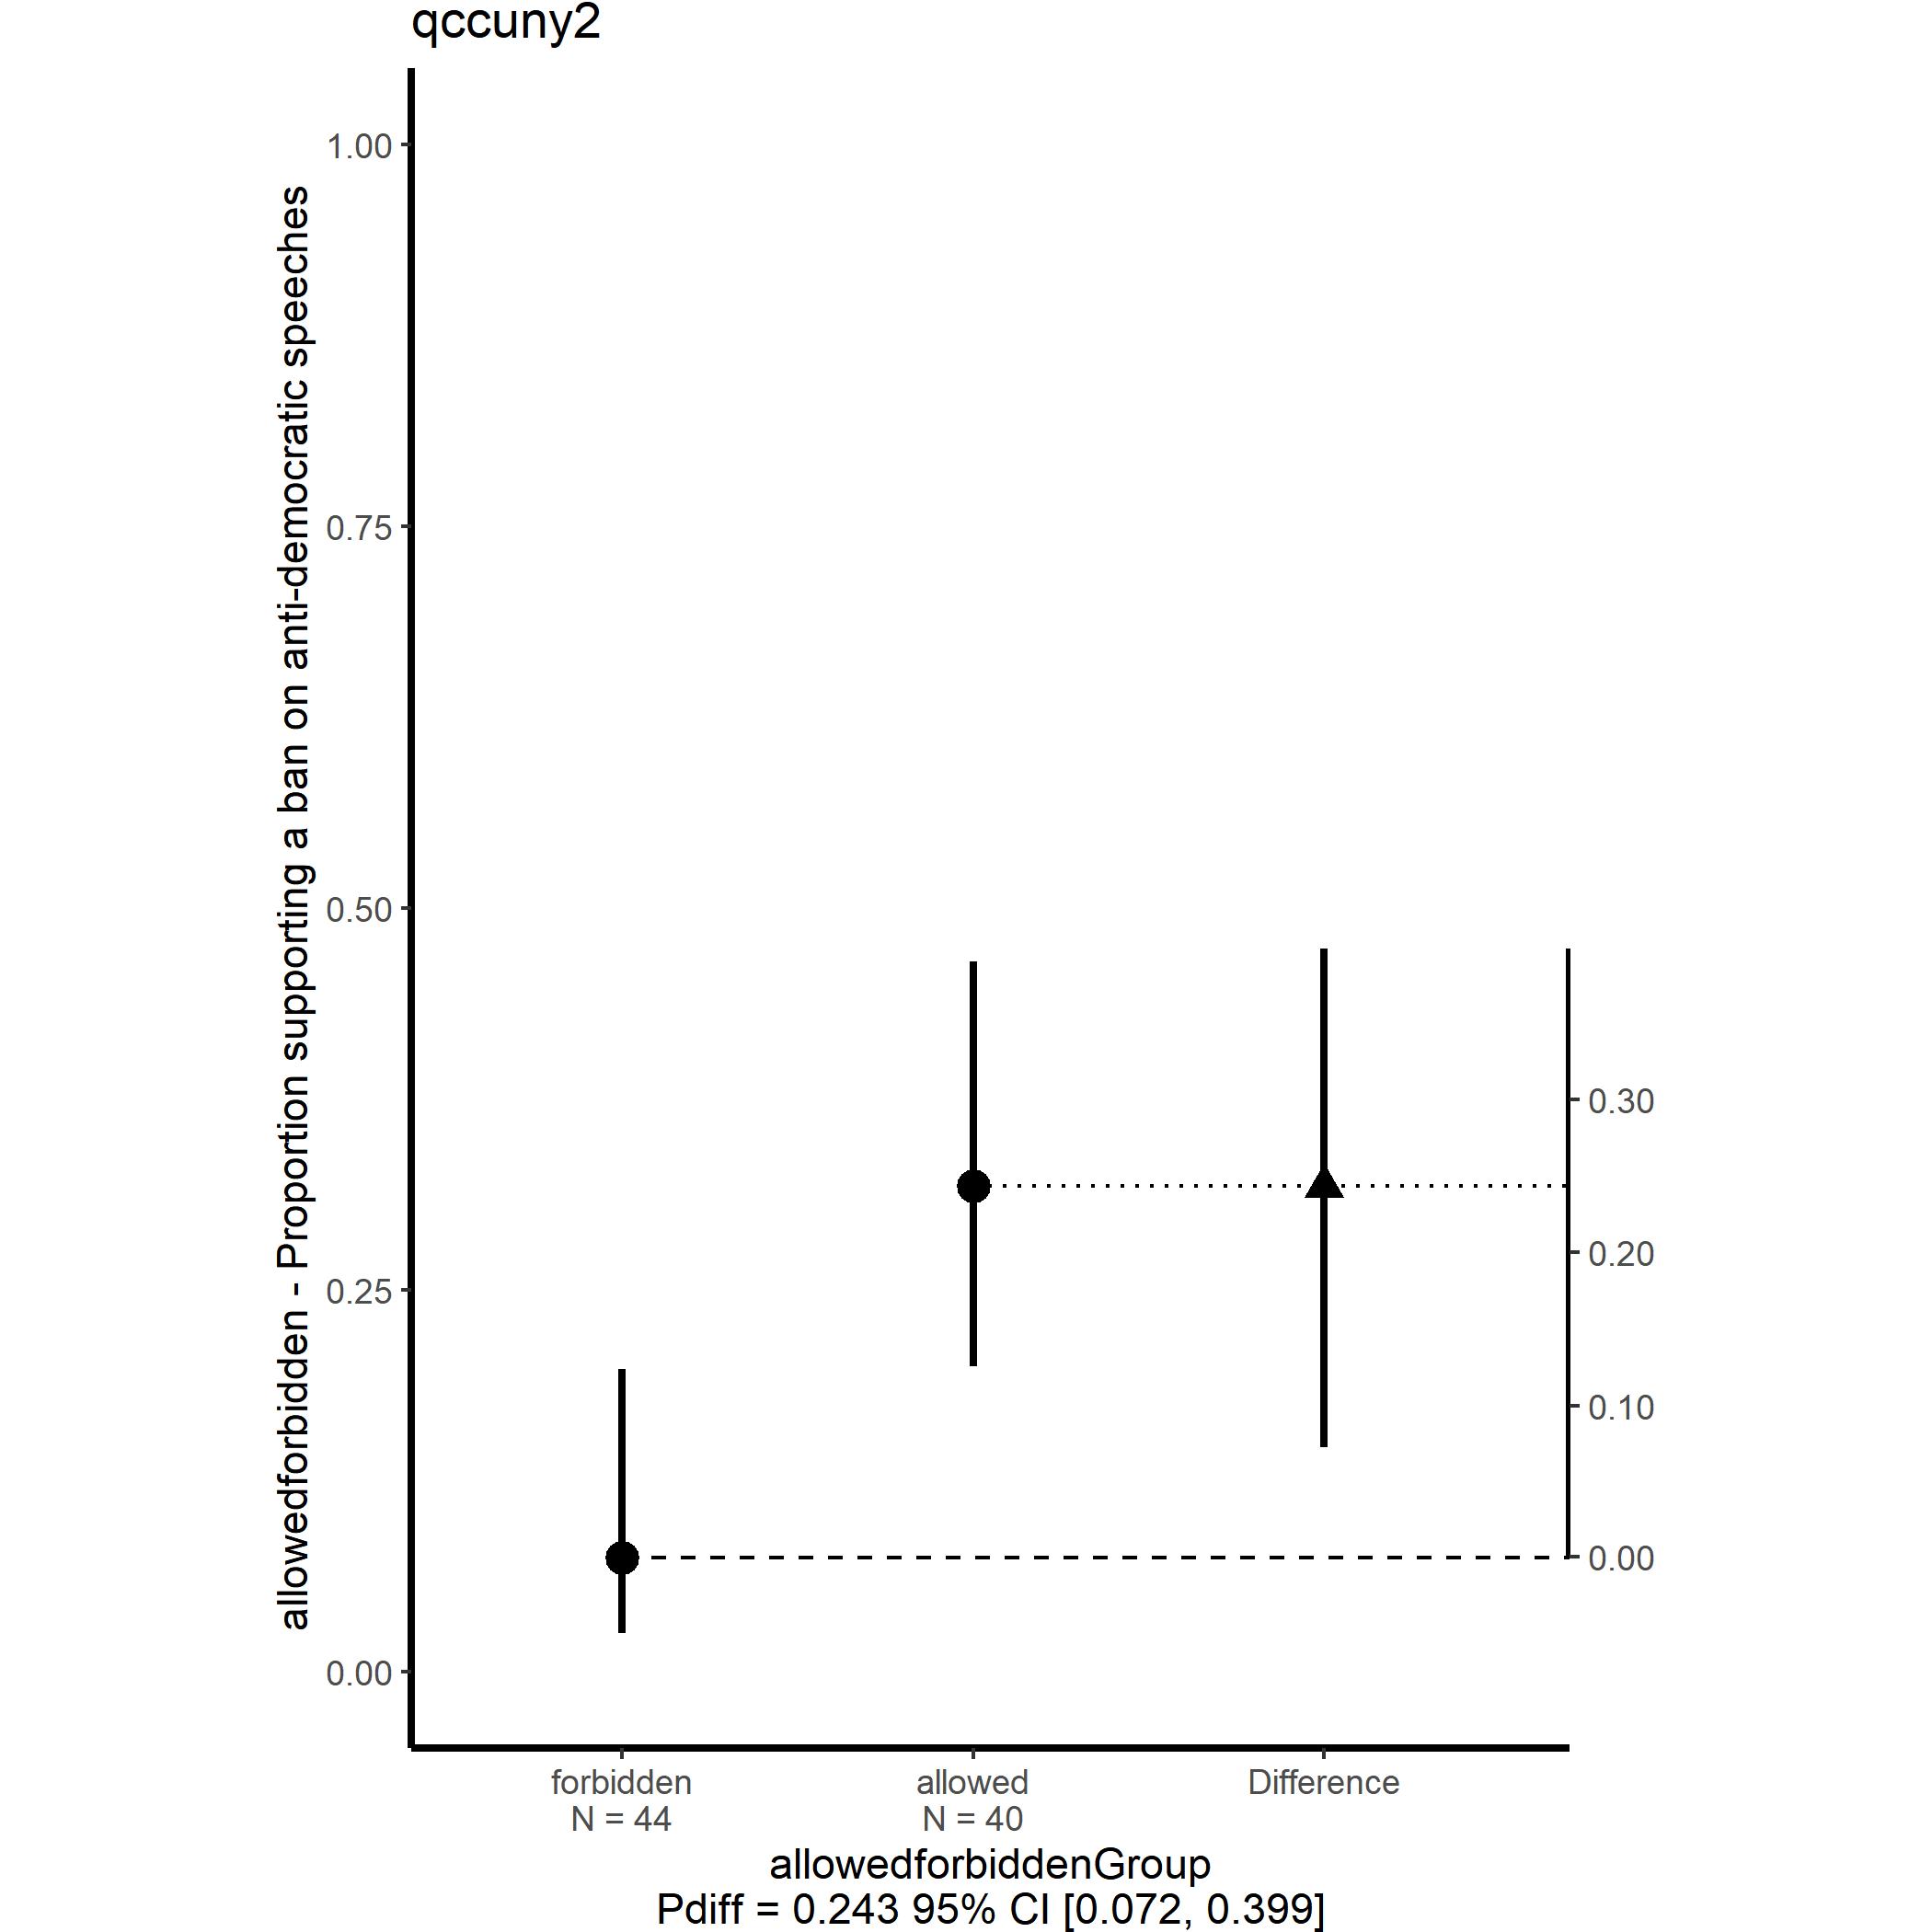 qccuny2
allowedforbidden - Proportion supporting a ban on anti-democratic speeches
1.00
0.75
0.50
0.25
0.00
0.30
0.20
0.10
0.00
forbidden
N = 44
allowed
N = 40
Difference
allowedforbiddenGroup
Pdiff = 0.243 95% CI [0.072, 0.399]